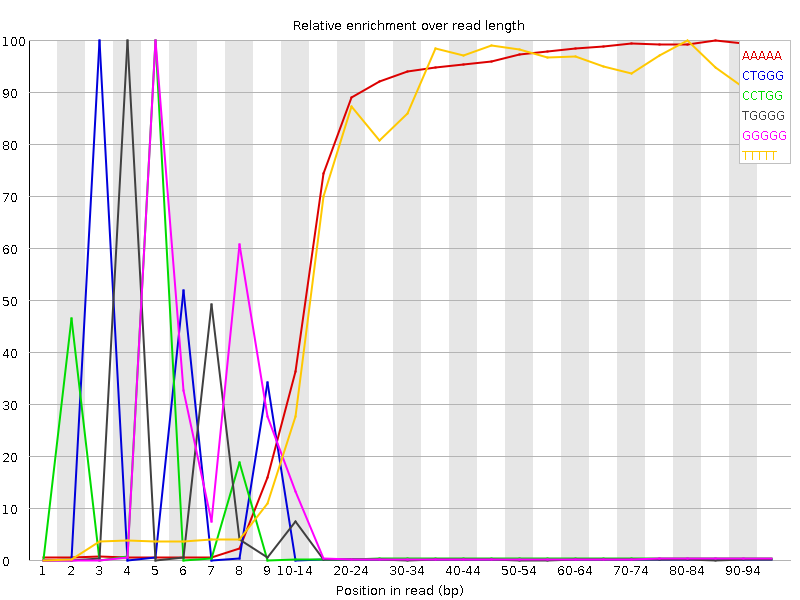 Relative enrichment over read length
100
90
80
70
60
50
40
30
20
10
0
AAAAA
CTGGG
CCTGG
TGGGG
GGGGG
TTTTT
1 2 3 4 5 6 7 8 9 10-14 20-24 30-34 40-44 50-54 60-64 70-74 80-84 90-94
Position in read (bp)